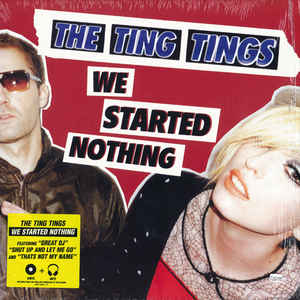 THE TING TINGS
WE
STARTED
NOTHING
THE TING TINGS
WE STARTED NOTHING
FEATURING "GREAT DJ"
"SHUT UP AND LET ME GO"
AND "THATS NOT MY NAME"